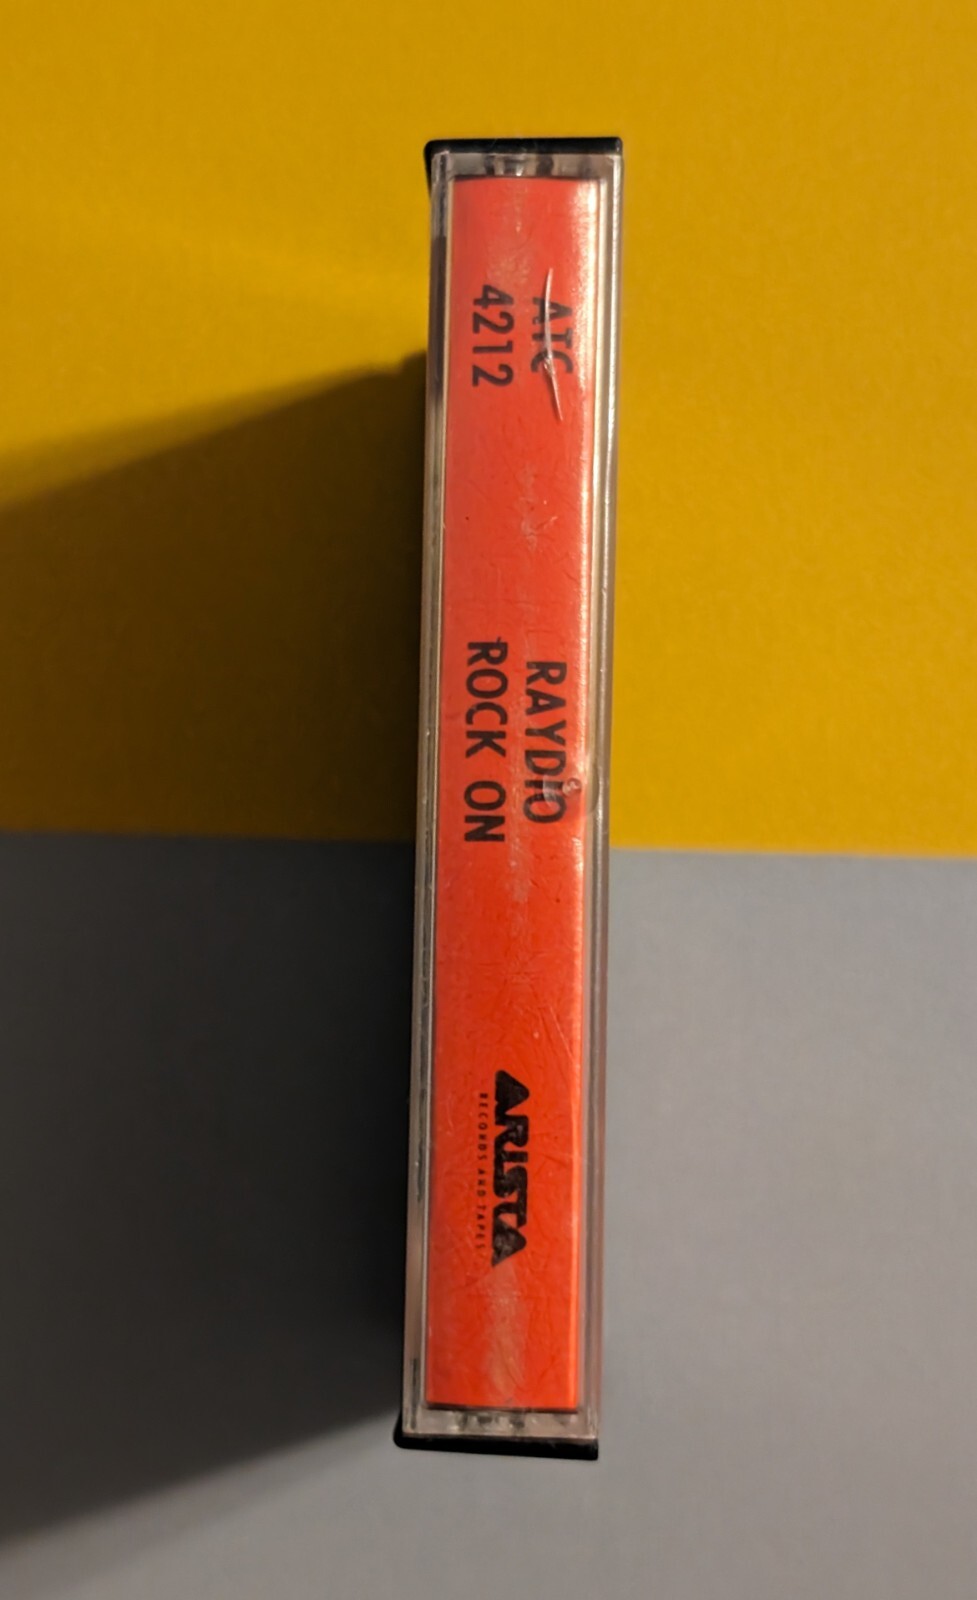 ATC
4212
RAYDIO
ROCK ON
ARISTA
RECORDS AND TAPES